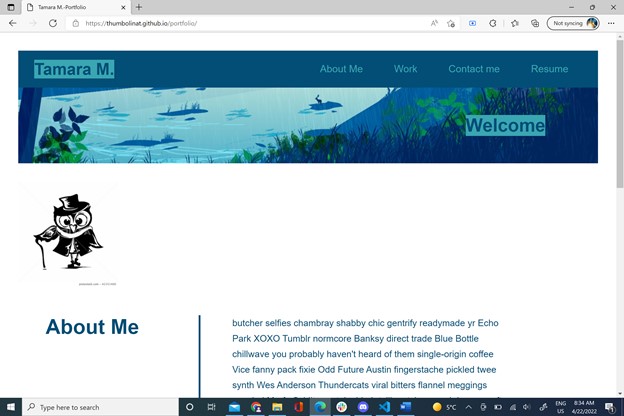 Tamara M.-Portfolio
https://thumbolinat.github.io/portfolio/
Not syncing
Tamara M.
About Me Work Contact me Resume
Welcome
About Me
butcher selfies chambray shabby chic gentrify readymade yr Echo
Park XOXO Tumblr normcore Banksy direct trade Blue Bottle
chillwave you probably haven't heard of them single-origin coffee
Vice fanny pack fixie Odd Future Austin fingerstache pickled twee
synth Wes Anderson Thundercats viral bitters flannel meggings
Type here to search
5°C
ENG
US
8:34 AM
4/22/2022